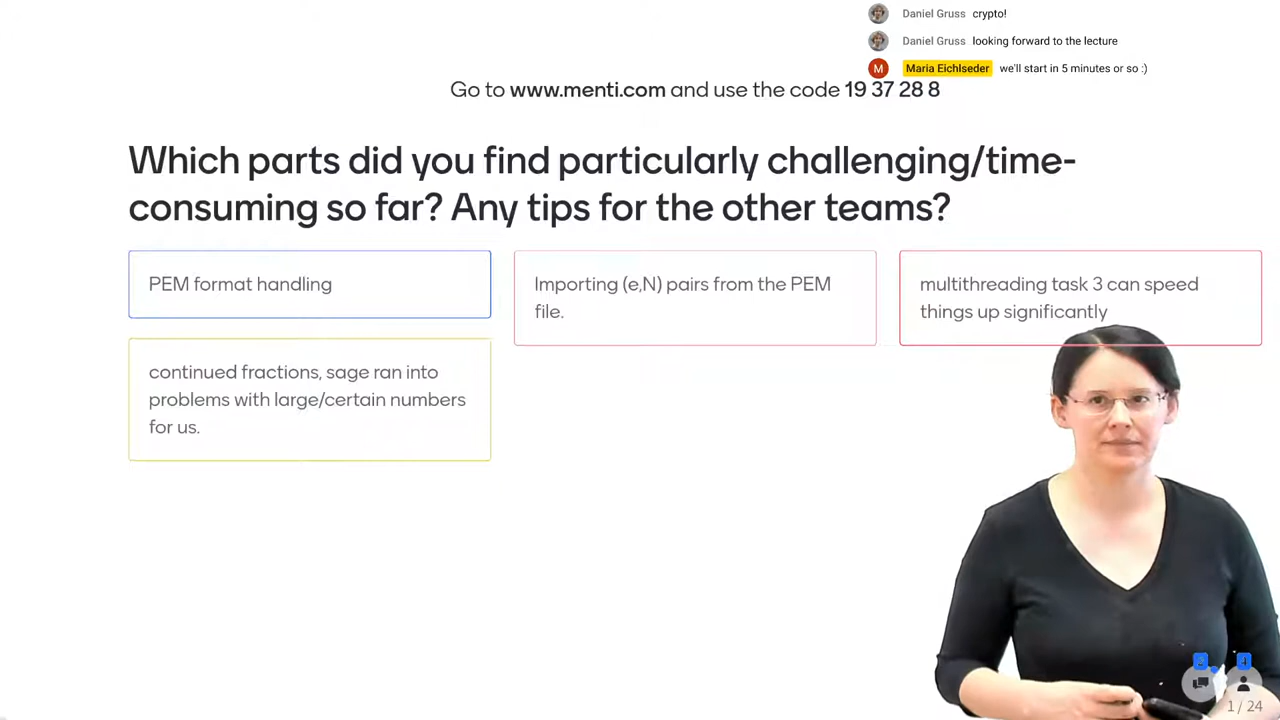 Daniel Gruss crypto!
Daniel Gruss looking forward to the lecture
M Maria Eichlseder we'll start in 5 minutes or so :)
Go to www.menti.com and use the code 19 37 28 8
Which parts did you find particularly challenging/time-
consuming so far? Any tips for the other teams?
PEM format handling
Importing (e,N) pairs from the PEM
file.
multithreading task 3 can speed
things up significantly
continued fractions, sage ran into
problems with large/certain numbers
for us.
1 / 24